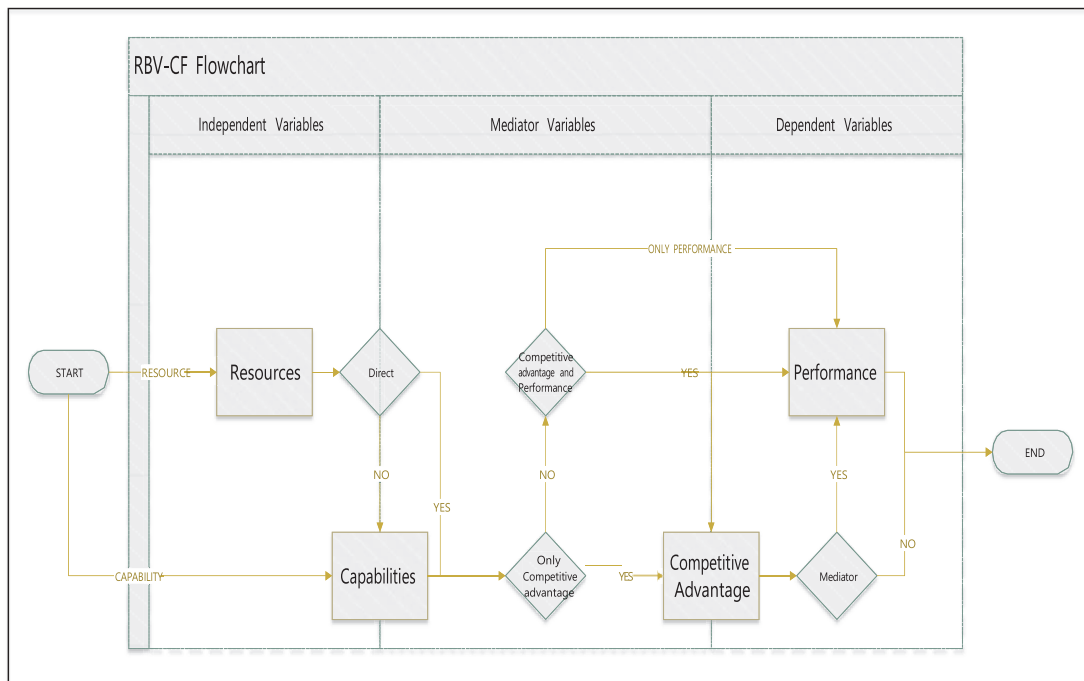 RBV-CF Flowchart
Independent Variables
Mediator Variables
Dependent Variables
ONLY PERFORMANCE
START
RESOURCE
Resources
Direct
Competitive
advantage and
Performance
YES
Performance
END
NO
YES
NO
YES
NO
CAPABILITY
Capabilities
Only
Competitive
advantage
YES
Competitive
Advantage
Mediator